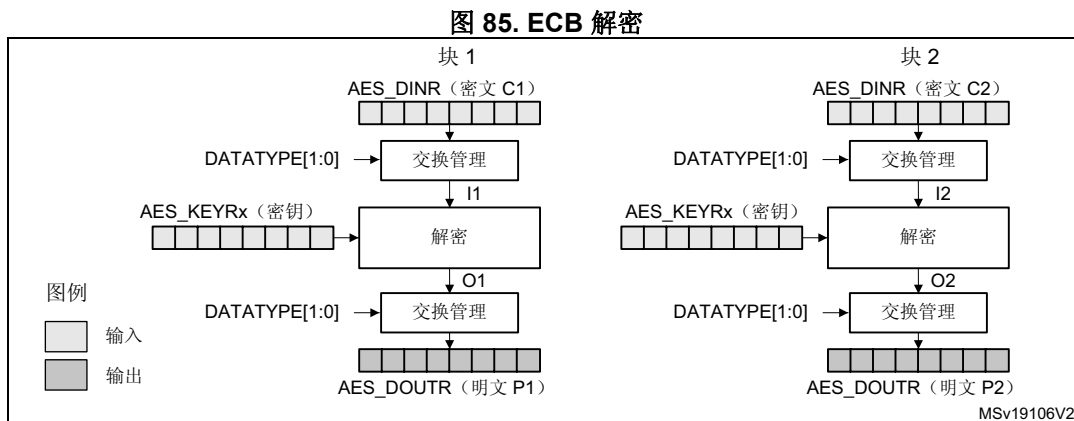 图 85. ECB 解密
块 1
AES_DINR（密文 C1）
DATATYPE[1:0]
交换管理
I1
AES_KEYRx（密钥）
解密
O1
DATATYPE[1:0]
交换管理
AES_DOUTR（明文 P1）
块 2
AES_DINR（密文 C2）
DATATYPE[1:0]
交换管理
I2
AES_KEYRx（密钥）
解密
O2
DATATYPE[1:0]
交换管理
AES_DOUTR（明文 P2）
图例
输入
输出
MSv19106V2